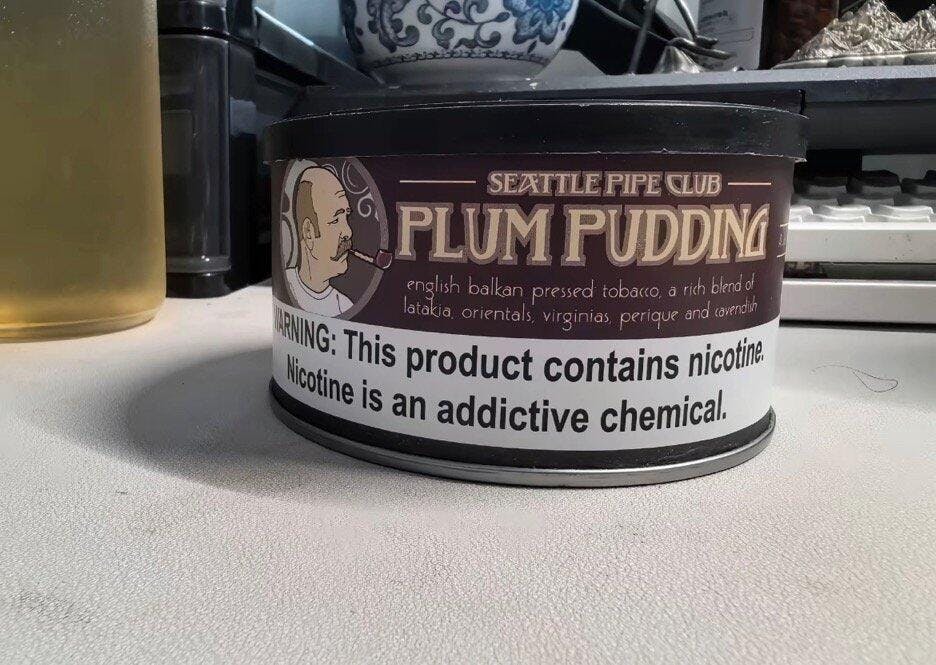 SEATTLE PIPE CLUB
PLUM PUDDING
english balkan pressed tobacco, a rich blend of
latakia, orientals, virginias, perique and cavendish
WARNING: This product contains nicotine.
Nicotine is an addictive chemical.